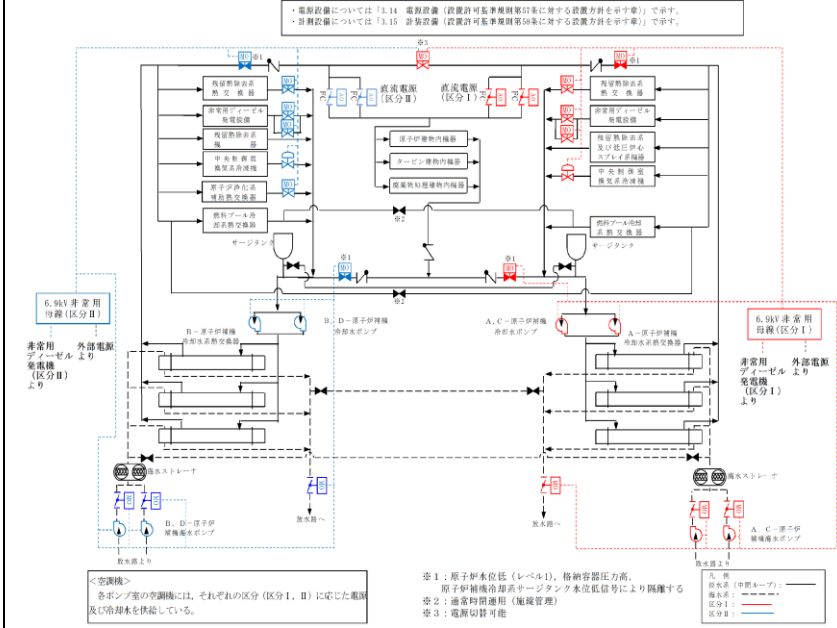 ・電源設備については「3.14 電源設備（設置許可基準規則第57条に対する設置方針を示す章）」で示す。
・計測設備については「3.15 計装設備（設置許可基準規則第58条に対する設置方針を示す章）」で示す。
※3
MO
※1
MO
MO
※1
残留熱除去系
熱 交 換 器
MO
直流電源
（区分Ⅱ）
直流電源
（区分Ⅰ）
MO
残留熱除去系
熱 交 換 器
FC
AO
AO
FC
FC
AO
AO
FC
非常用ディーゼル
発 電 設 備
MO
MO
MO
MO
非常用ディーゼル
発 電 設 備
残留熱除去系
機 器
原子炉建物内機器
残留熱除去系
及び低圧炉心
スプレイ系機器
中 央 制 御 室
換気系冷凍機
タービン建物内機器
中 央 制 御 室
換気系冷凍機
原子炉浄化系
補助熱交換器
MO
廃棄物処理建物内機器
燃料プール冷
却系熱交換器
※2
燃料プール冷
却系熱交換器
サージタンク
サージタンク
※1
MO
MO
※1
※2
6.9kV 非常用
母線（区分Ⅱ）
B，D－原子炉補機
冷却水ポンプ
A，C－原子炉補機
冷却水ポンプ
6.9kV 非常用
母線（区分Ⅰ）
B－原子炉補機
冷却水系熱交換器
A－原子炉補機
冷却水系熱交換器
非常用
ディーゼル
発電機
（区分Ⅱ）
より
外部電源
より
非常用
ディーゼル
発電機
（区分Ⅰ）
より
外部電源
より
海水ストレーナ
海水ストレーナ
MO
MO
MO
MO
MO
MO
放水路へ
放水路へ
B，D－原子炉
補機海水ポンプ
A，C－原子炉
補機海水ポンプ
取水路より
取水路より
＜空調機＞
各ポンプ室の空調機には，それぞれの区分（区分Ⅰ，Ⅱ）に応じた電源
及び冷却水を供給している。
※1：原子炉水位低（レベル1），格納容器圧力高，
原子炉補機冷却系サージタンク水位低信号により隔離する
※2：通常時閉運用（施錠管理）
※3：電源切替可能
凡 例
淡水系（中間ループ）：
海水系：
区分Ⅰ：
区分Ⅱ：